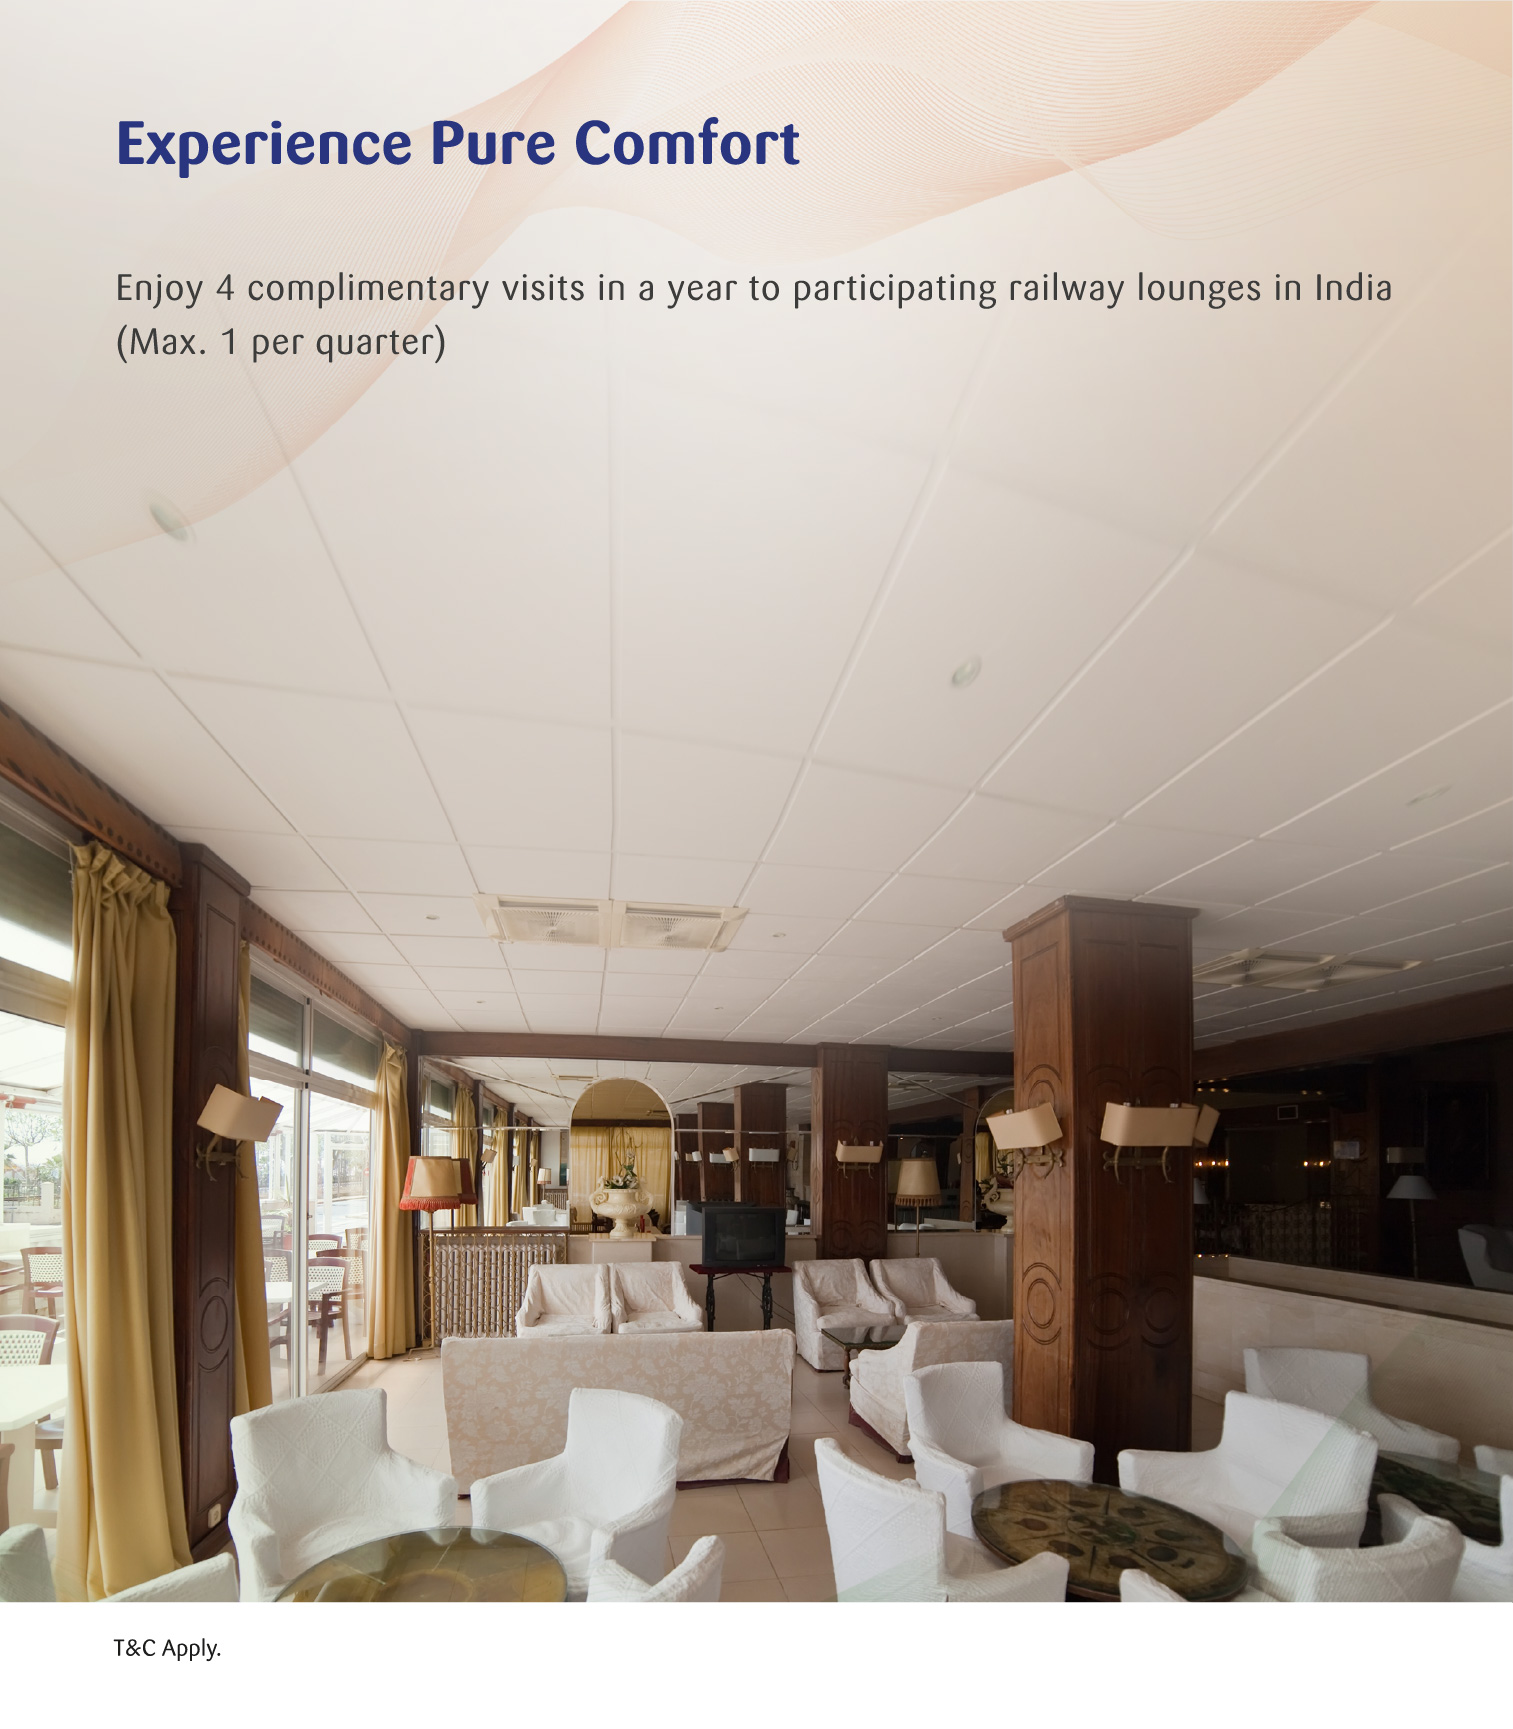 Experience Pure Comfort
Enjoy 4 complimentary visits in a year to participating railway lounges in India
(Max. 1 per quarter)
T&C Apply.